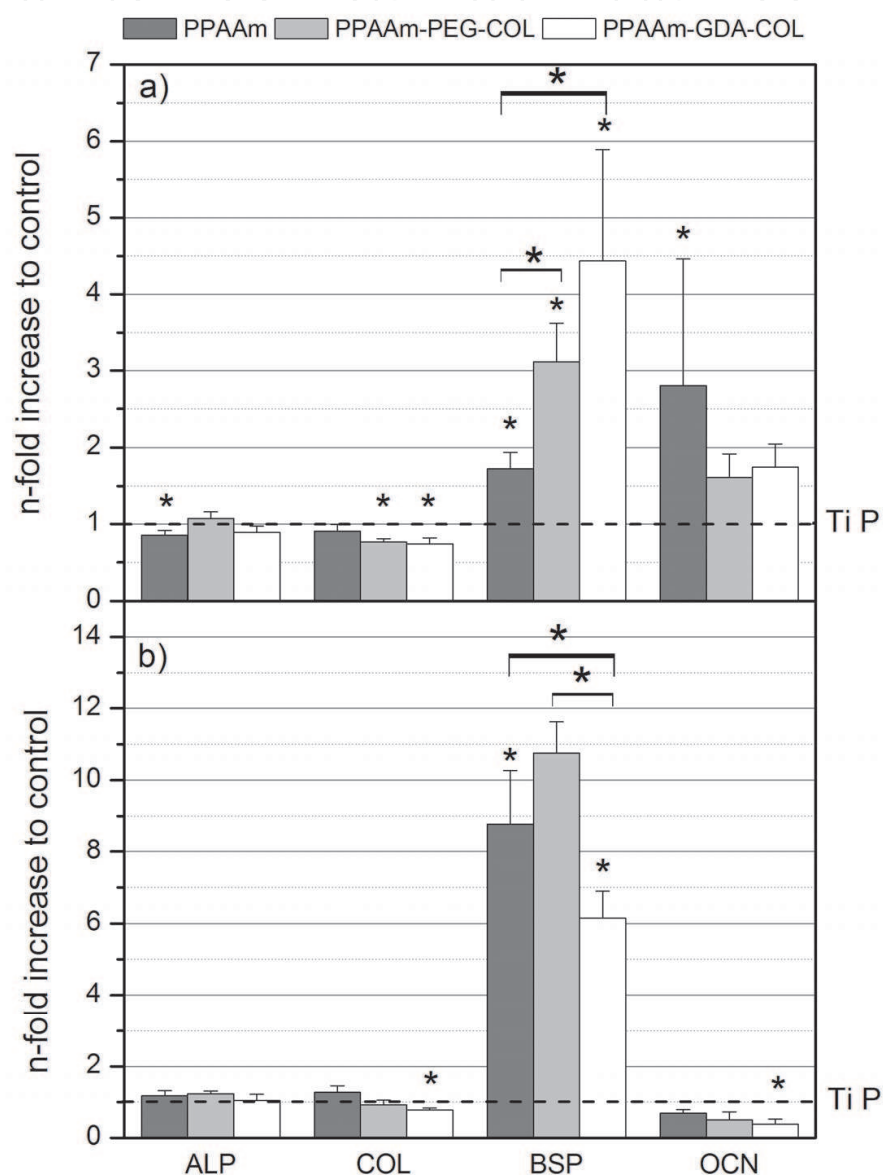 PPAAm PPAAm-PEG-COL PPAAm-GDA-COL
a)
n-fold increase to control
7
6
5
4
3
2
1
0
* * * * * * * * *
Ti P
b)
n-fold increase to control
14
12
10
8
6
4
2
0
* * * * * *
Ti P
ALP COL BSP OCN